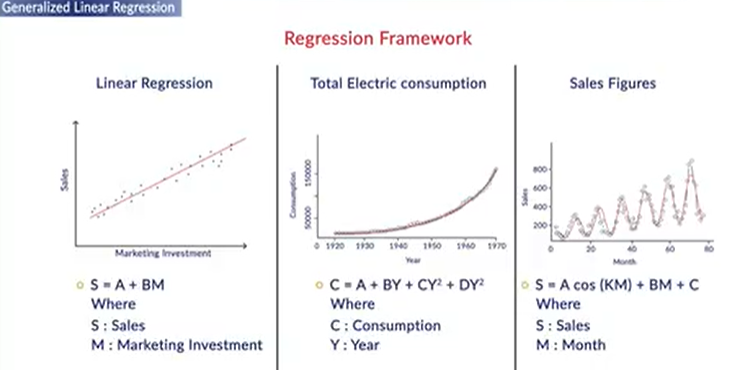 Generalized Linear Regression
Regression Framework
Linear Regression
Sales
Marketing Investment
S = A + BM
Where
S : Sales
M : Marketing Investment
Total Electric consumption
Consumption
150000
50000
0 1920 1930 1940 1950 1960 1970
Year
C = A + BY + CY² + DY²
Where
C : Consumption
Y : Year
Sales Figures
Sales
800
600
400
200
0 20 40 60 80
Month
S = A cos (KM) + BM + C
Where
S : Sales
M : Month